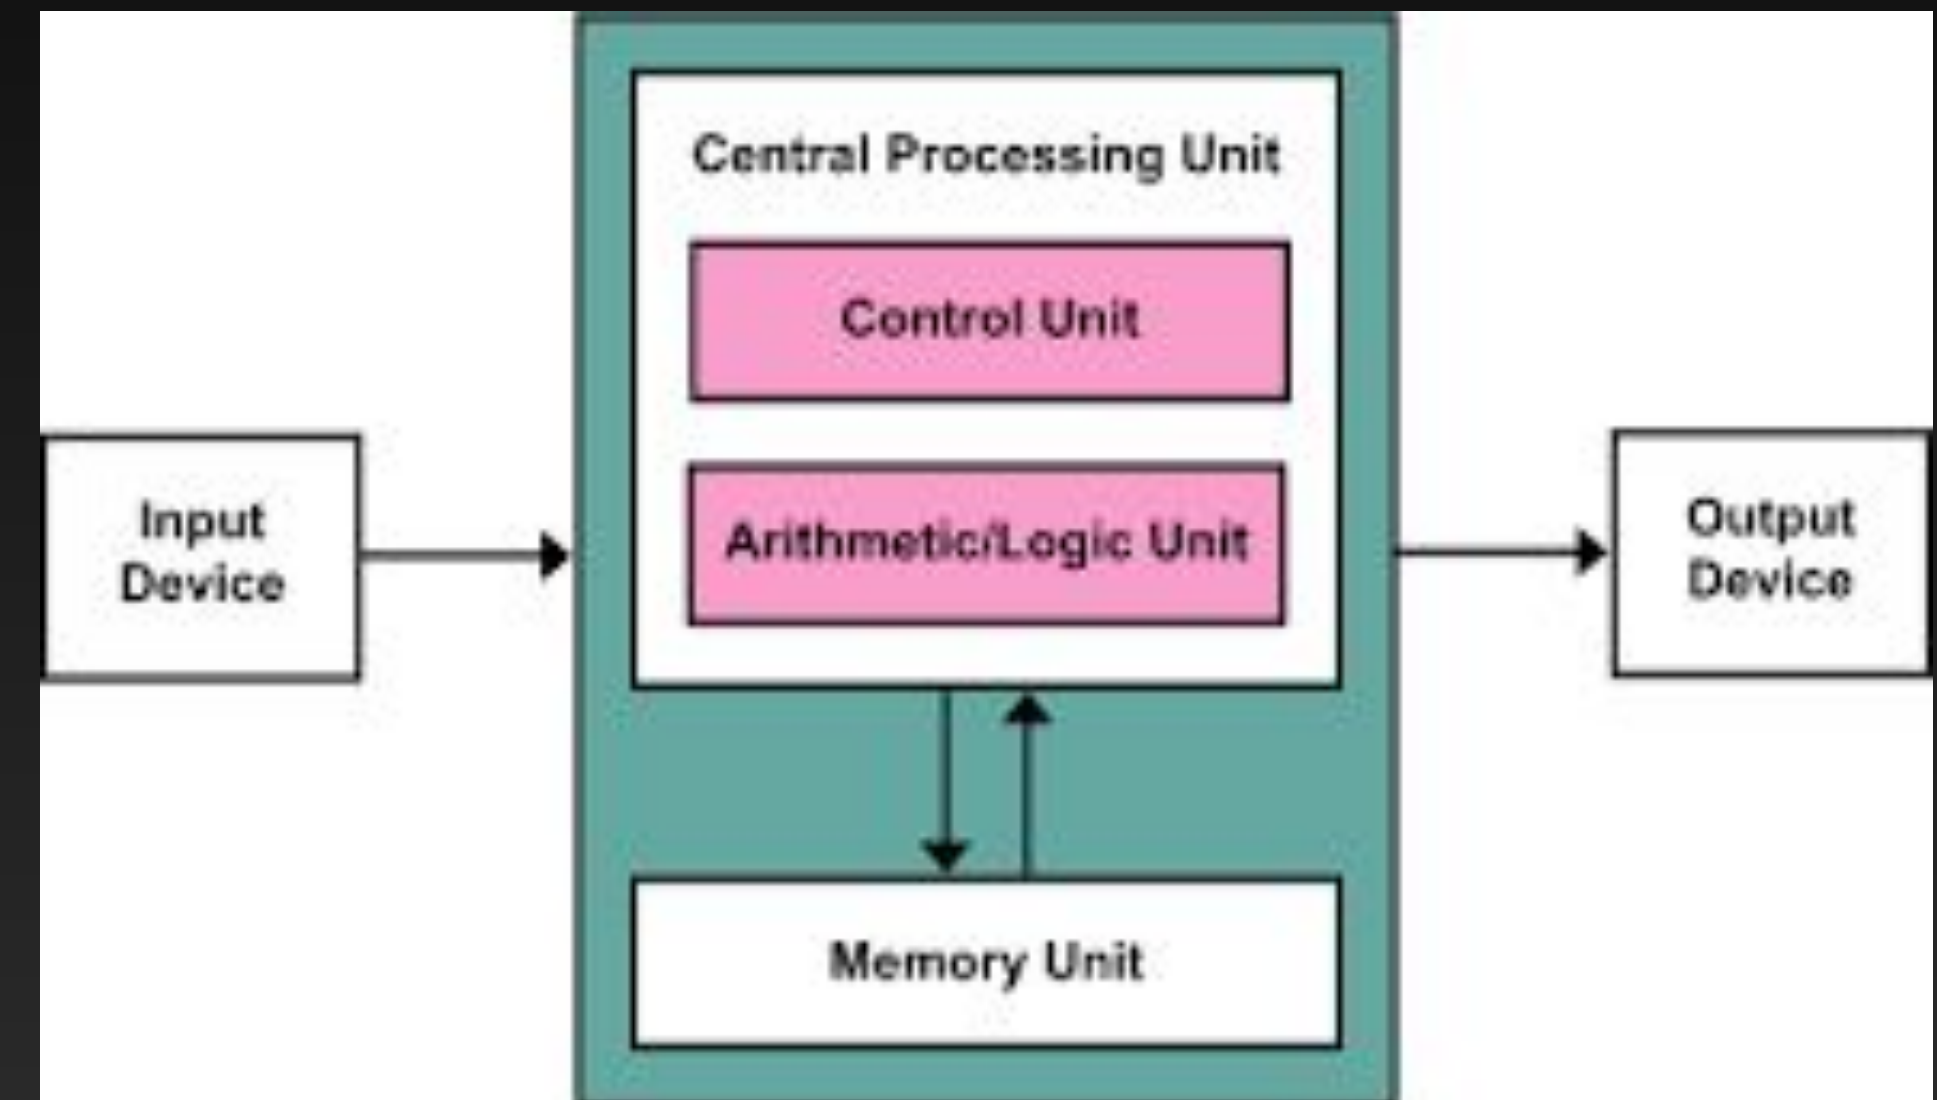 Central Processing Unit
Control Unit
Arithmetic/Logic Unit
Input
Device
Output
Device
Memory Unit